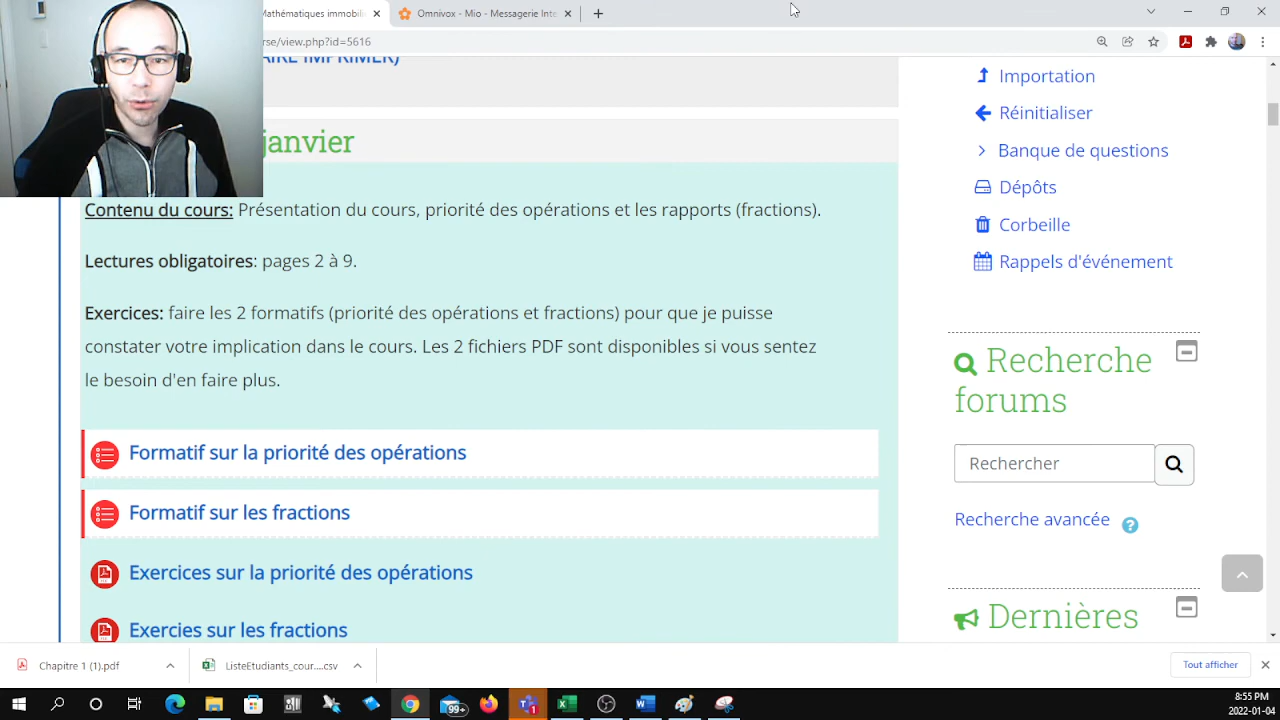 Mathématiques immobili
Omnivox - Mio - Messagerie Inte
rse/view.php?id=5616
AIRE IMPRIMER)
janvier
Contenu du cours: Présentation du cours, priorité des opérations et les rapports (fractions).
Lectures obligatoires: pages 2 à 9.
Exercices: faire les 2 formatifs (priorité des opérations et fractions) pour que je puisse
constater votre implication dans le cours. Les 2 fichiers PDF sont disponibles si vous sentez
le besoin d'en faire plus.
Formatif sur la priorité des opérations
Formatif sur les fractions
Exercices sur la priorité des opérations
Exercies sur les fractions
Importation
Réinitialiser
Banque de questions
Dépôts
Corbeille
Rappels d'événement
Recherche
forums
Rechercher
Recherche avancée
Dernières
Chapitre 1 (1).pdf
ListeEtudiants_cour....csv
Tout afficher
99+
1
8:55 PM
2022-01-04